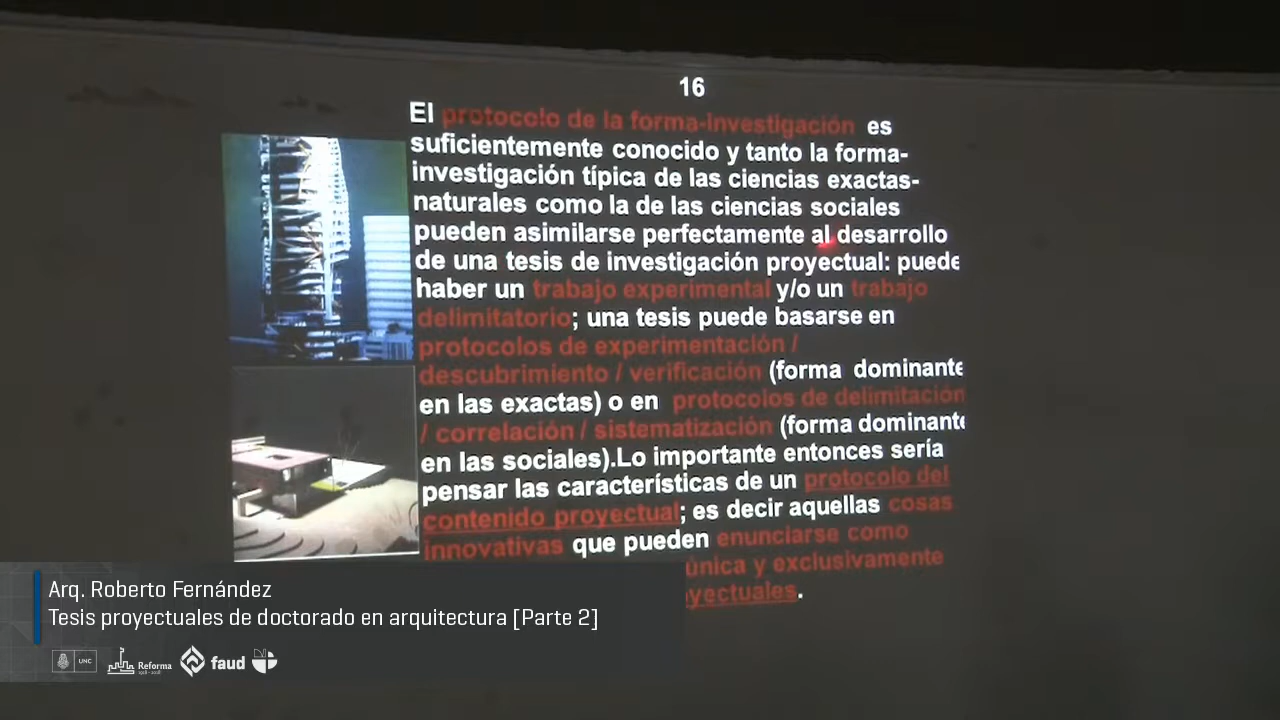 16
El protocolo de la forma-investigación es
suficientemente conocido y tanto la forma-
investigación típica de las ciencias exactas-
naturales como la de las ciencias sociales
pueden asimilarse perfectamente al desarrollo
de una tesis de investigación proyectual: puede
haber un trabajo experimental y/o un trabajo
delimitatorio; una tesis puede basarse en
protocolos de experimentación /
descubrimiento / verificación (forma dominante
en las exactas) o en protocolos de delimitación
/ correlación / sistematización (forma dominante
en las sociales).Lo importante entonces sería
pensar las características de un protocolo del
contenido proyectual; es decir aquellas cosas
innovativas que pueden enunciarse como
única y exclusivamente
yectuales.
Arq. Roberto Fernández
Tesis proyectuales de doctorado en arquitectura [Parte 2]
UNC
Reforma
faud